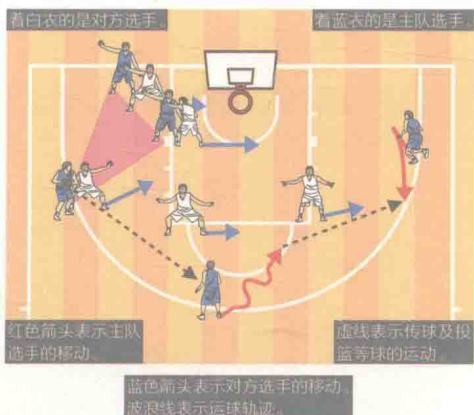 着白衣的是对方选手。
着蓝衣的是主队选手。
红色箭头表示主队
选手的移动。
虚线表示传球及投
篮等球的运动。
蓝色箭头表示对方选手的移动。
波浪线表示运球轨迹。